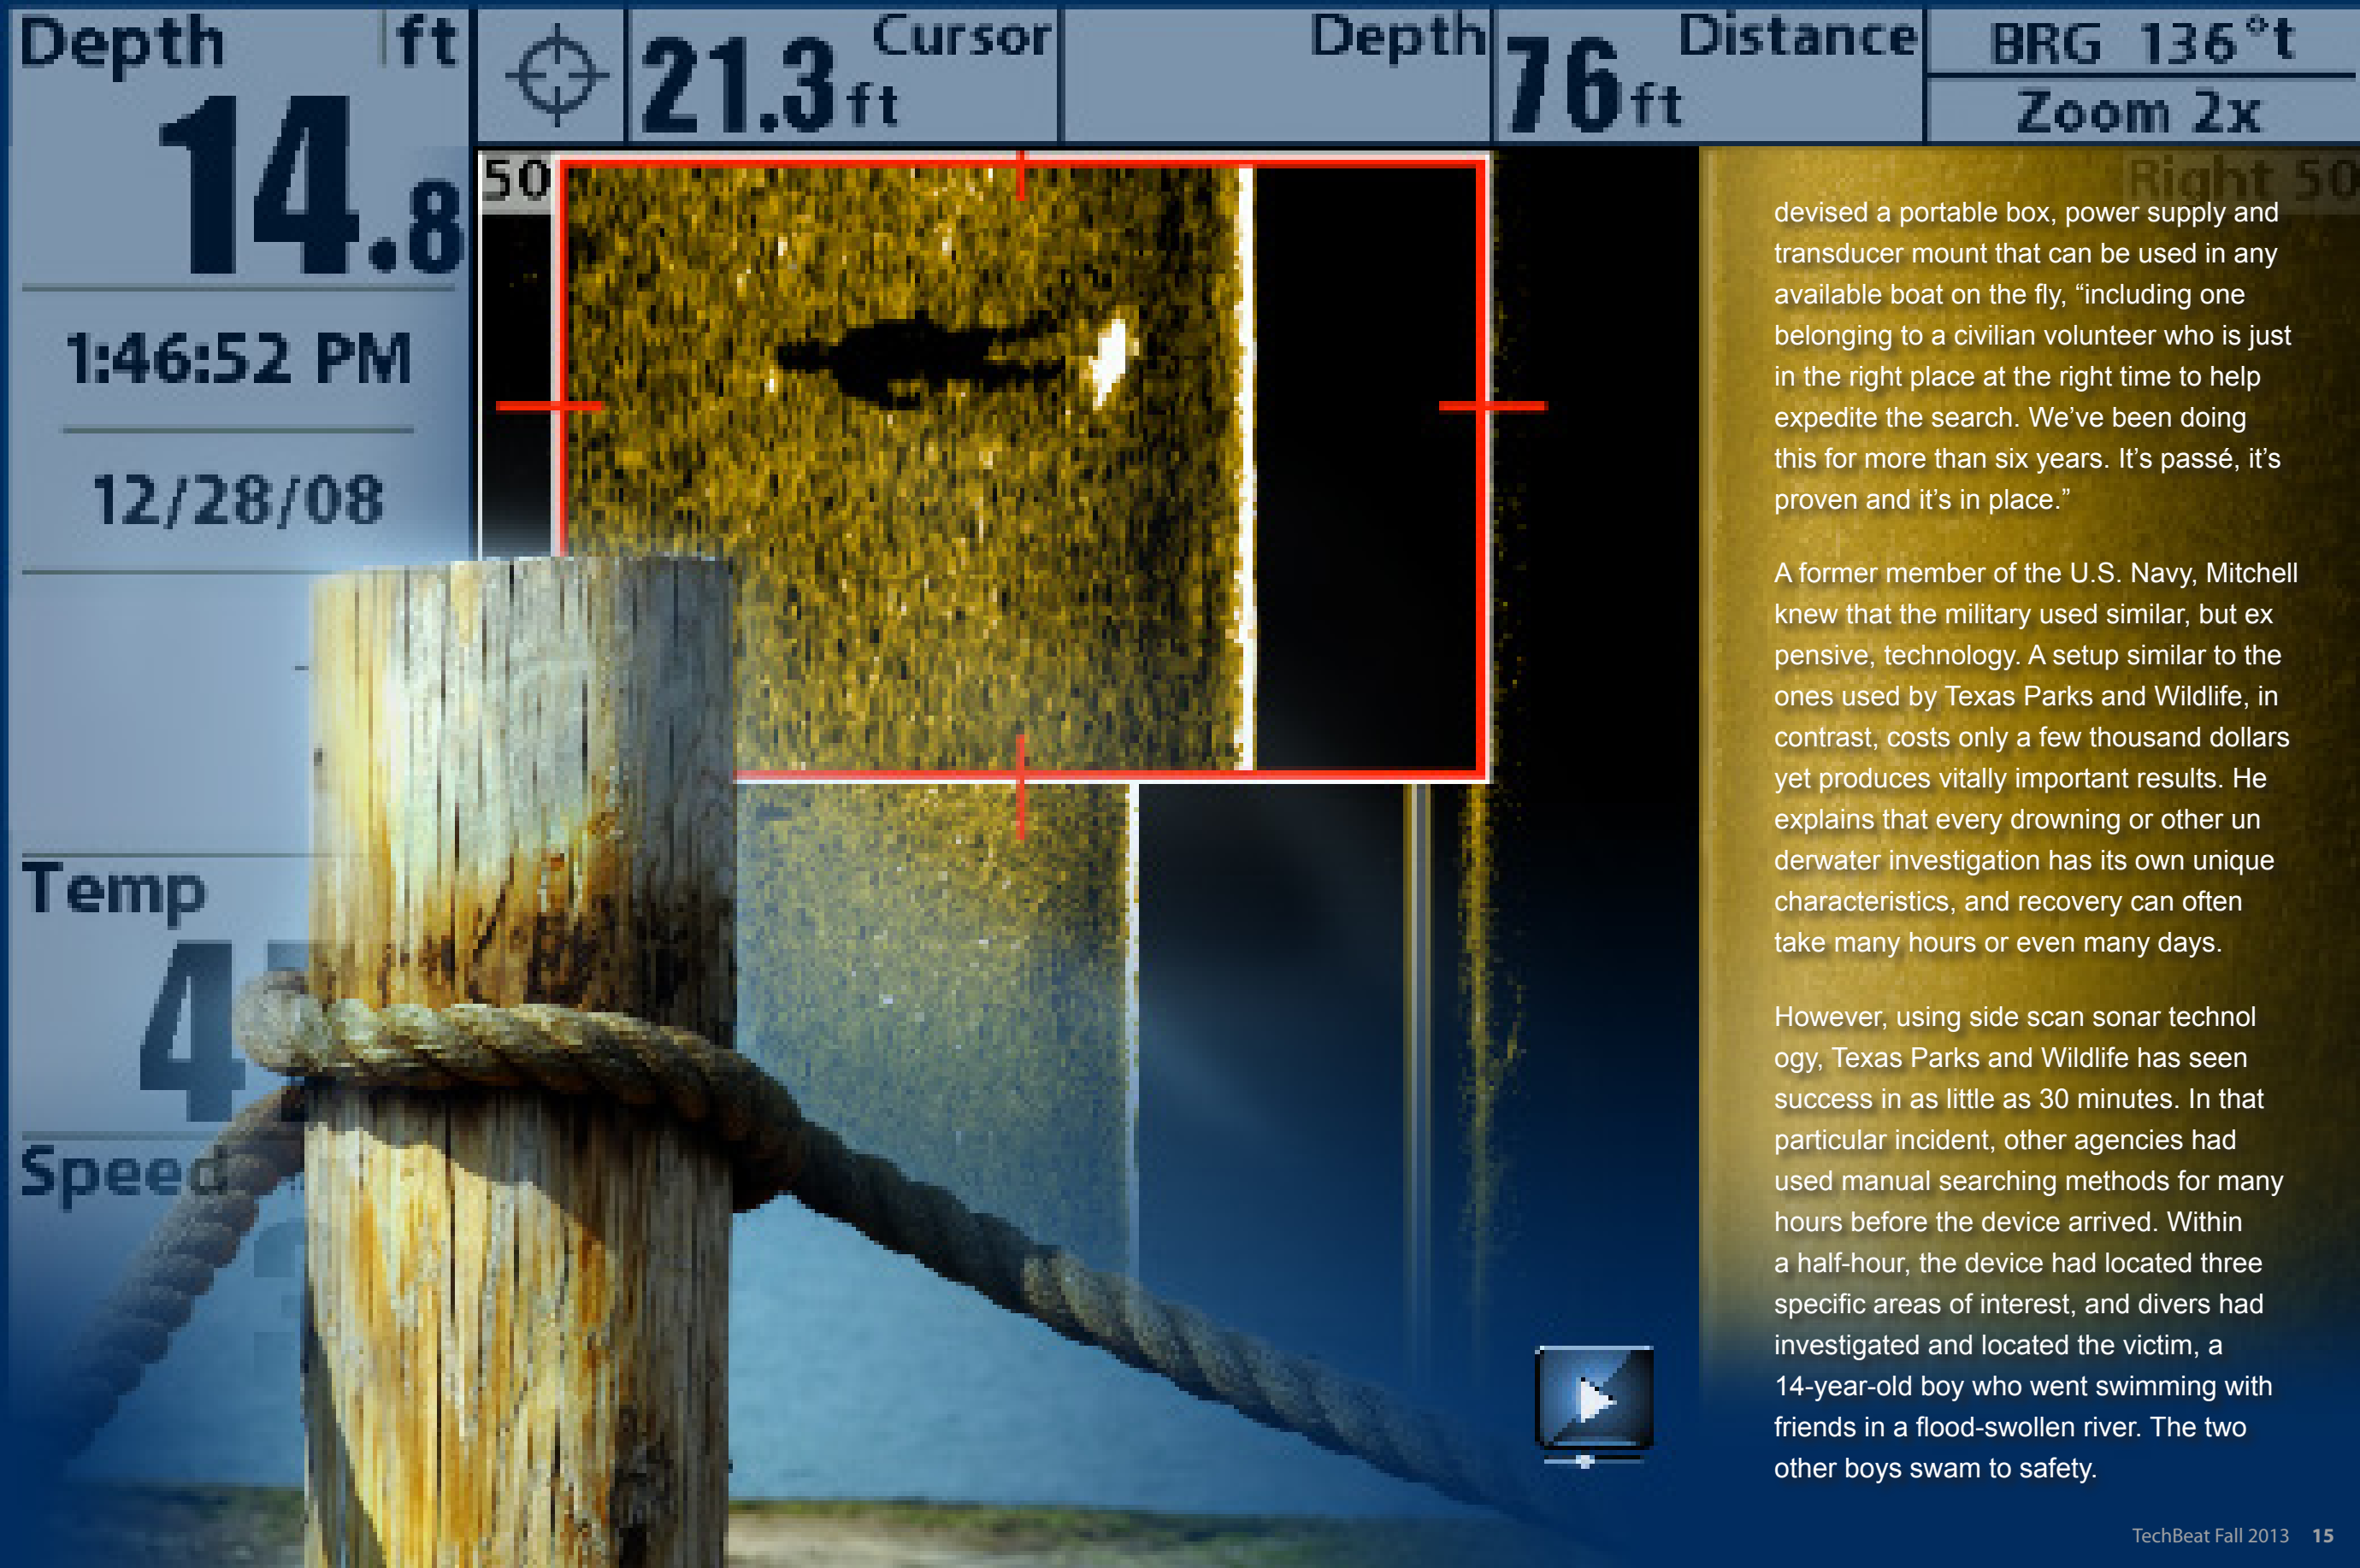 Depth ft
14.8
1:46:52 PM
12/28/08
Temp
4
Speed
21.3 ft Cursor Depth
76 ft Distance
BRG 136°t
Zoom 2x
50
Right 50
devised a portable box, power supply and
transducer mount that can be used in any
available boat on the fly, “including one
belonging to a civilian volunteer who is just
in the right place at the right time to help
expedite the search. We’ve been doing
this for more than six years. It’s passé, it’s
proven and it’s in place.”
A former member of the U.S. Navy, Mitchell
knew that the military used similar, but ex
pensive, technology. A setup similar to the
ones used by Texas Parks and Wildlife, in
contrast, costs only a few thousand dollars
yet produces vitally important results. He
explains that every drowning or other un
derwater investigation has its own unique
characteristics, and recovery can often
take many hours or even many days.
However, using side scan sonar technol
ogy, Texas Parks and Wildlife has seen
success in as little as 30 minutes. In that
particular incident, other agencies had
used manual searching methods for many
hours before the device arrived. Within
a half-hour, the device had located three
specific areas of interest, and divers had
investigated and located the victim, a
14-year-old boy who went swimming with
friends in a flood-swollen river. The two
other boys swam to safety.
TechBeat Fall 2013 15